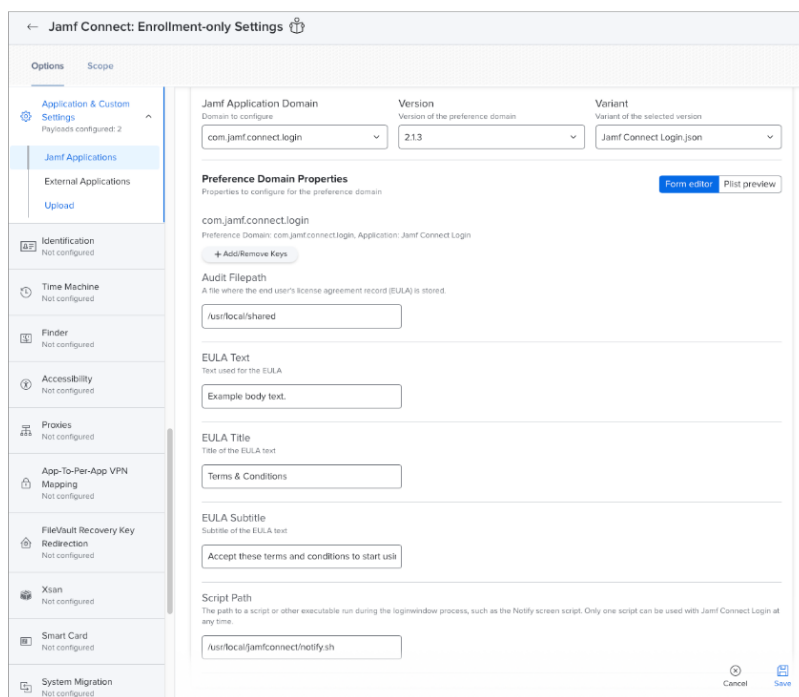 ← Jamf Connect: Enrollment-only Settings
Options Scope
Application & Custom Settings
Payloads configured: 2
Jamf Applications
External Applications
Upload
Identification
Not configured
Time Machine
Not configured
Finder
Not configured
Accessibility
Not configured
Proxies
Not configured
App-To-Per-App VPN
Mapping
Not configured
FileVault Recovery Key
Redirection
Not configured
Xsan
Not configured
Smart Card
Not configured
System Migration
Not configured
Jamf Application Domain
Domain to configure
com.jamf.connect.login
Version
Version of the preference domain
2.1.3
Variant
Variant of the selected version
Jamf Connect Login.json
Preference Domain Properties
Properties to configure for the preference domain
Form editor Plist preview
com.jamf.connect.login
Preference Domain: com.jamf.connect.login, Application: Jamf Connect Login
+ Add/Remove Keys
Audit Filepath
A file where the end user's license agreement record (EULA) is stored.
/usr/local/shared
EULA Text
Text used for the EULA
Example body text.
EULA Title
Title of the EULA text
Terms & Conditions
EULA Subtitle
Subtitle of the EULA text
Accept these terms and conditions to start usin
Script Path
The path to a script or other executable run during the loginwindow process, such as the Notify screen script. Only one script can be used with Jamf Connect Login at
any time.
/usr/local/jamfconnect/notify.sh
Cancel Save